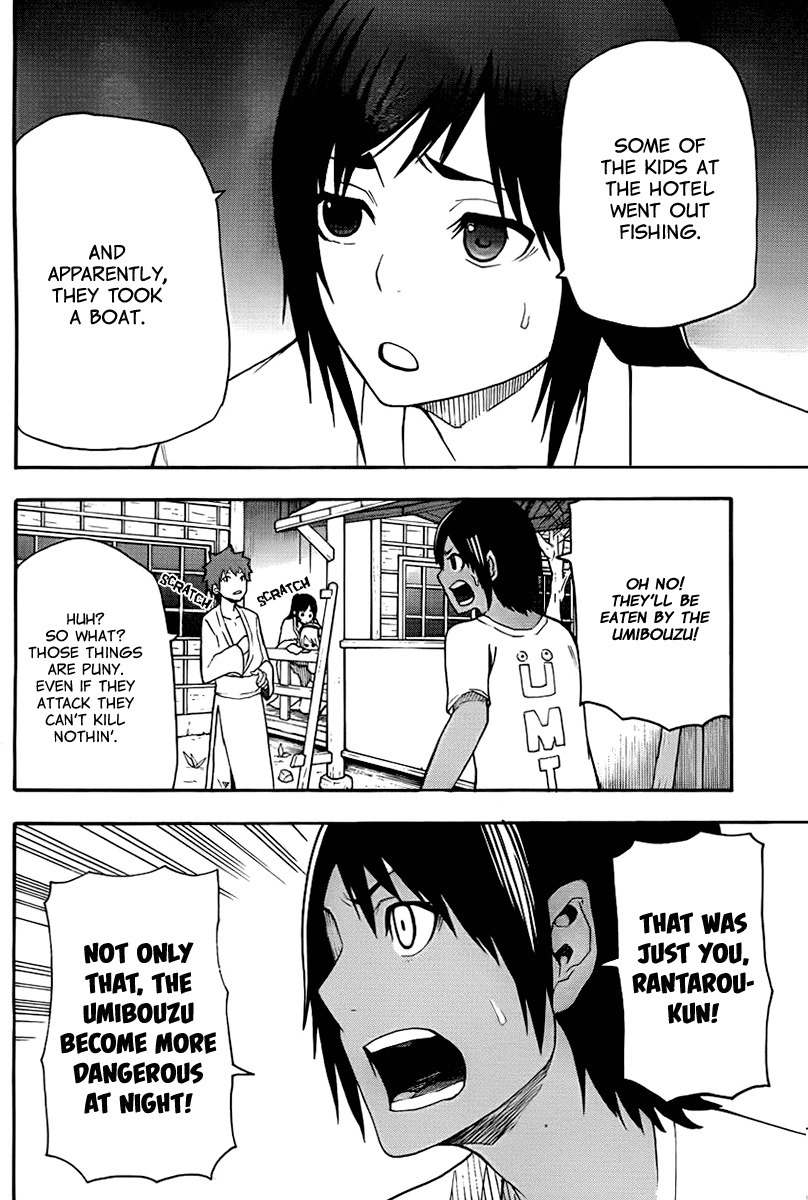 SOME OF
THE KIDS AT
THE HOTEL
WENT OUT
FISHING.
AND
APPARENTLY,
THEY TOOK
A BOAT.
OH NO!
THEY'LL BE
EATEN BY THE
UMIBOUZU!
ÜMI
SCRATCH
SCRATCH
HUH?
SO WHAT?
THOSE THINGS
ARE PUNY.
EVEN IF THEY
ATTACK THEY
CAN'T KILL
NOTHIN'.
THAT WAS
JUST YOU,
RANTAROU-
KUN!
NOT ONLY
THAT, THE
UMIBOUZU
BECOME MORE
DANGEROUS
AT NIGHT!